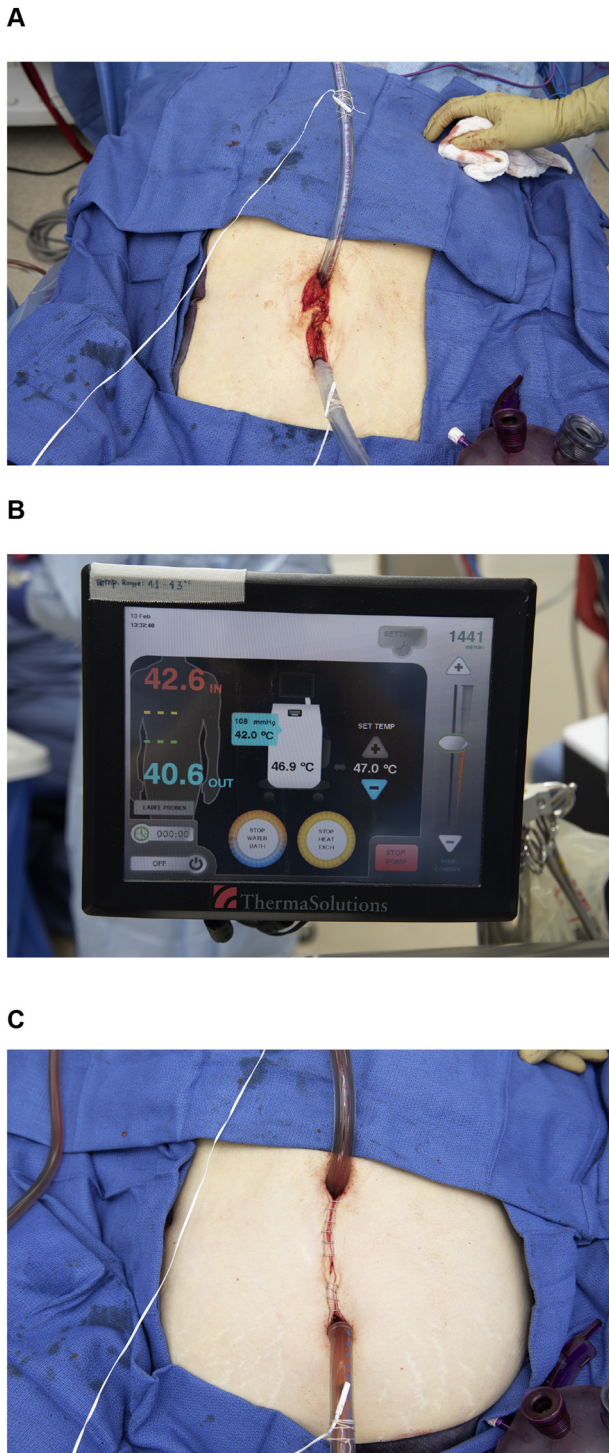 A
B
Temp. Range: 41-43°C
13 Feb
13:32:46
SETTINGS
1441
42.6 IN
108 mmHg
42.0 °C
SET TEMP
46.9 °C
47.0 °C
40.6 OUT
LABEL PROBES
000:00
STOP
WATER
BATH
STOP
HEAT
EXCH
STOP
PUMP
OFF
CONTROL
ThermaSolutions
C